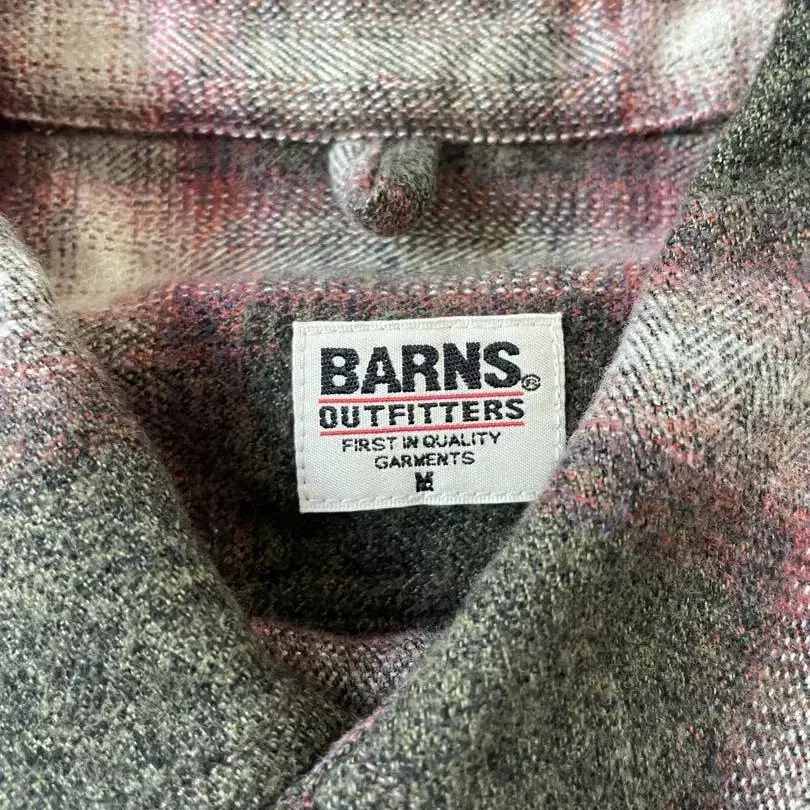 BARNS®
OUTFITTERS
FIRST IN QUALITY
GARMENTS
M